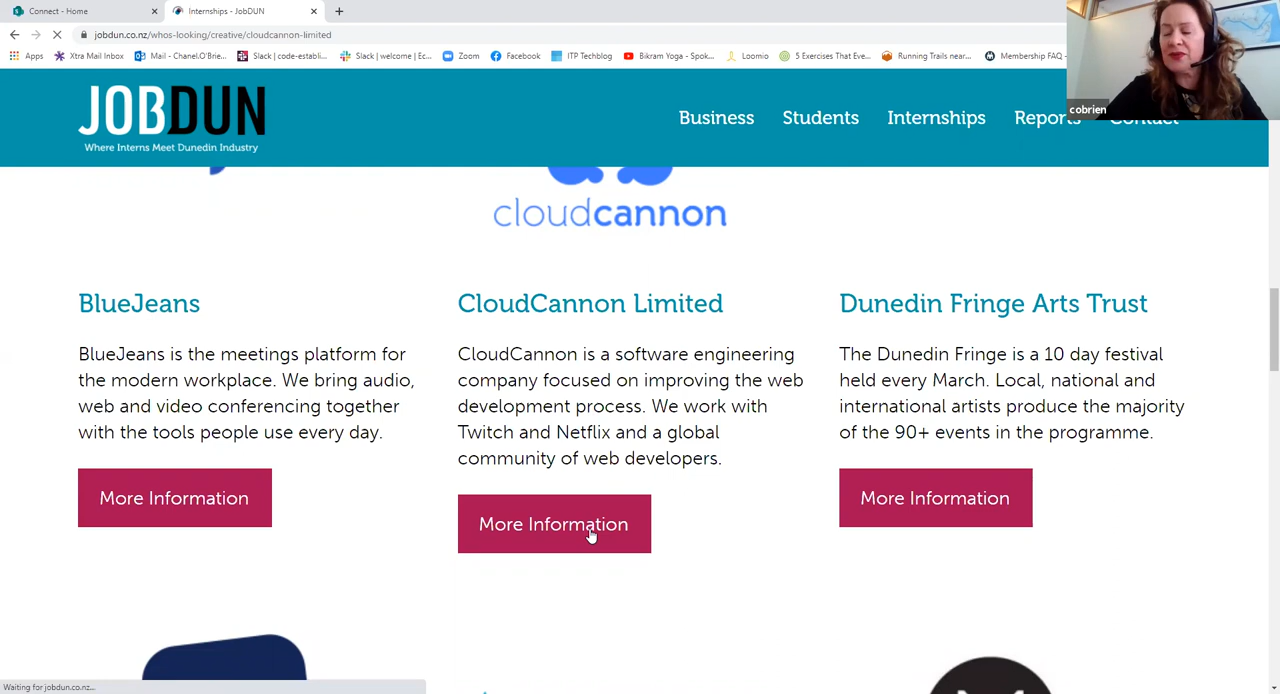 Connect - Home
Internships - JobDUN
jobdun.co.nz/whos-looking/creative/cloudcannon-limited
Apps
Xtra Mail Inbox
Mail - Chanel.O'Brie...
Slack | code-establi...
Slack | welcome | Ec...
Zoom
Facebook
ITP Techblog
Bikram Yoga - Spok...
Loomio
5 Exercises That Eve...
Running Trails near...
Membership FAQ -
cobrien
JOBDUN
Where Interns Meet Dunedin Industry
Business
Students
Internships
Reports
Contact
cloudcannon
BlueJeans
BlueJeans is the meetings platform for
the modern workplace. We bring audio,
web and video conferencing together
with the tools people use every day.
More Information
CloudCannon Limited
CloudCannon is a software engineering
company focused on improving the web
development process. We work with
Twitch and Netflix and a global
community of web developers.
More Information
Dunedin Fringe Arts Trust
The Dunedin Fringe is a 10 day festival
held every March. Local, national and
international artists produce the majority
of the 90+ events in the programme.
More Information
Waiting for jobdun.co.nz...